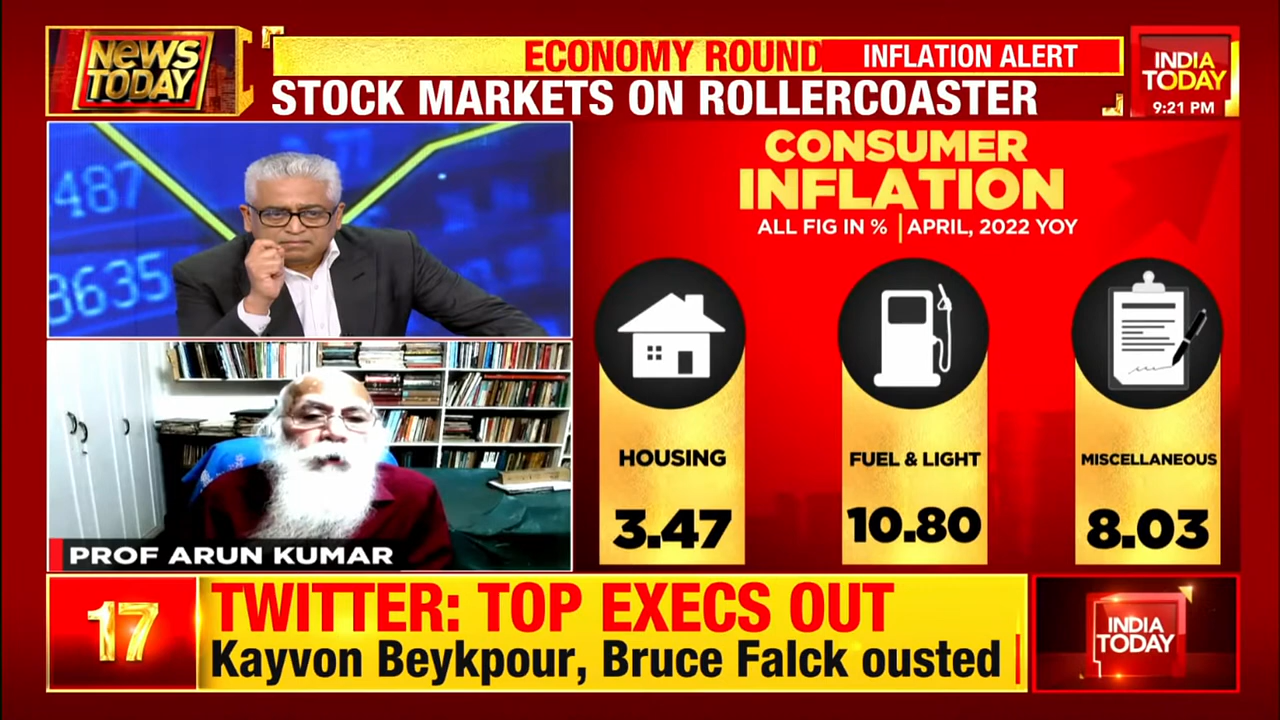 NEWS
TODAY
ECONOMY ROUND
INFLATION ALERT
STOCK MARKETS ON ROLLERCOASTER
INDIA
TODAY
9:21 PM
487
8635
CONSUMER
INFLATION
ALL FIG IN % | APRIL, 2022 YOY
HOUSING
3.47
FUEL & LIGHT
10.80
MISCELLANEOUS
8.03
PROF ARUN KUMAR
17
TWITTER: TOP EXECS OUT
Kayvon Beykpour, Bruce Falck ousted
INDIA
TODAY